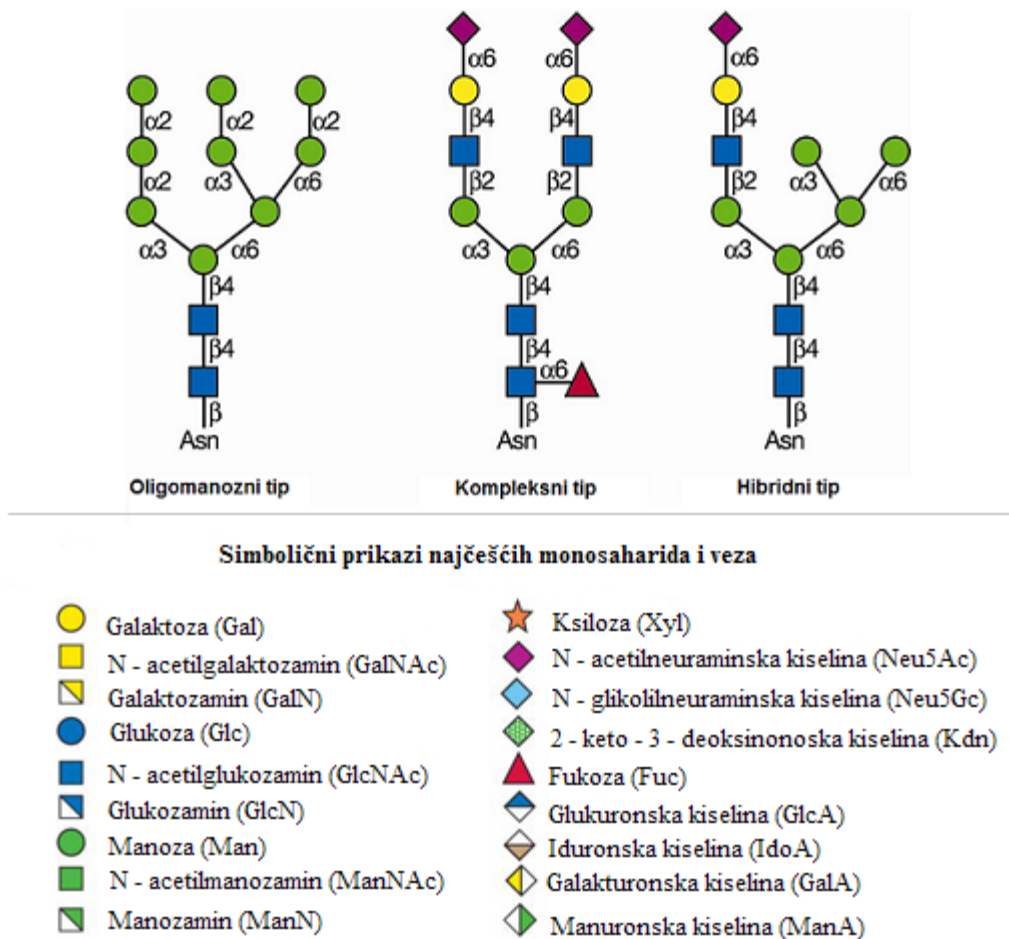 α6 α6 α6
α2 α2 α2 β4 β4 β4
α2 α3 α6 β2 β2 β2 α3 α6
α3 α6 α3 α6 α3 α6
β4 β4 β4
β4 β4 β4
α6
β β β
Asn Asn Asn
Oligomanozni tip Kompleksni tip Hibridni tip
Simbolični prikazi najčešćih monosaharida i veza
Galaktoza (Gal)
N - acetilgalaktozamin (GalNAc)
Galaktozamin (GalN)
Glukoza (Glc)
N - acetilglukozamin (GlcNAc)
Glukozamin (GlcN)
Manoza (Man)
N - acetilmanozamin (ManNAc)
Manozamin (ManN)
Ksiloza (Xyl)
N - acetilneuraminska kiselina (Neu5Ac)
N - glikolilneuraminska kiselina (Neu5Gc)
2 - keto - 3 - deoksinonoska kiselina (Kdn)
Fukoza (Fuc)
Glukuronska kiselina (GlcA)
Iduronska kiselina (IdoA)
Galakturonska kiselina (GalA)
Manuronska kiselina (ManA)